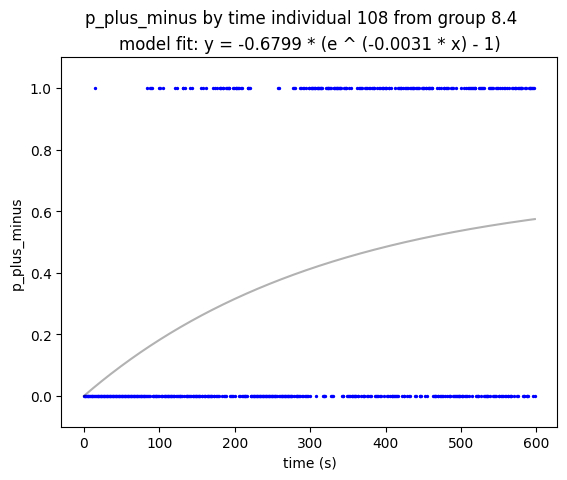 p_plus_minus by time individual 108 from group 8.4
model fit: y = -0.6799 * (e ^ (-0.0031 * x) - 1)
1.0
0.8
0.6
0.4
0.2
0.0
p_plus_minus
0 100 200 300 400 500 600
time (s)